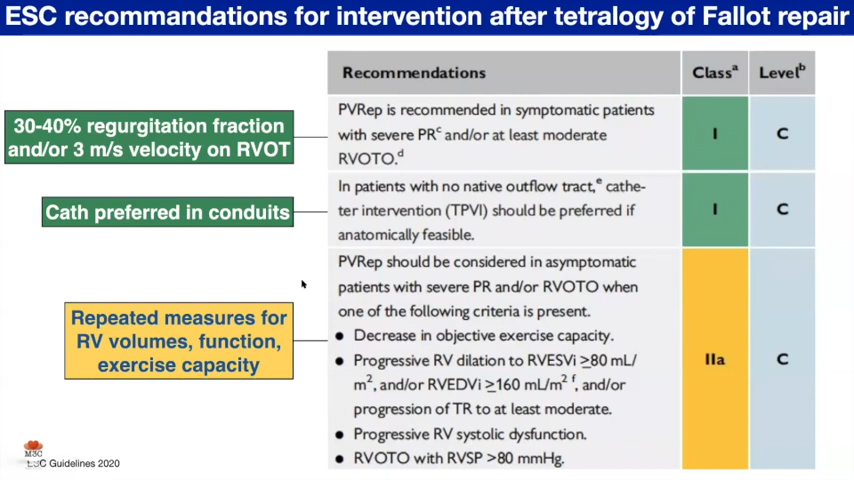 ESC recommandations for intervention after tetralogy of Fallot repair
Recommendations Classᵃ Levelᵇ
30-40% regurgitation fraction
and/or 3 m/s velocity on RVOT
PVRep is recommended in symptomatic patients
with severe PRᶜ and/or at least moderate
RVOTO.ᵈ
I C
Cath preferred in conduits
In patients with no native outflow tract,ᵉ cathe-
ter intervention (TPVI) should be preferred if
anatomically feasible.
I C
Repeated measures for
RV volumes, function,
exercise capacity
PVRep should be considered in asymptomatic
patients with severe PR and/or RVOTO when
one of the following criteria is present.
● Decrease in objective exercise capacity.
● Progressive RV dilation to RVESVi ≥80 mL/
m², and/or RVEDVi ≥160 mL/m² ᶠ, and/or
progression of TR to at least moderate.
● Progressive RV systolic dysfunction.
● RVOTO with RVSP >80 mmHg.
IIa C
M3C
ESC Guidelines 2020